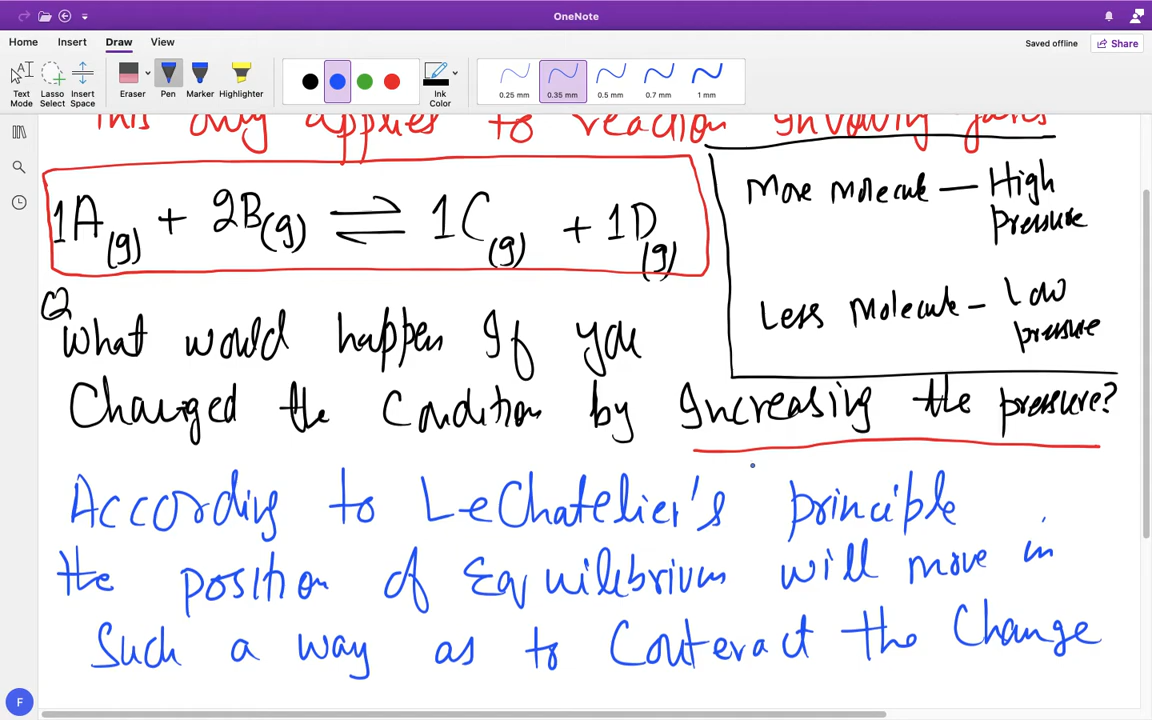 OneNote
Home Insert Draw View
Saved offline
Share
Text Mode
Lasso Select
Insert Space
Eraser
Pen
Marker
Highlighter
Ink Color
0.25 mm
0.35 mm
0.5 mm
0.7 mm
1 mm
This only applies to reaction involving gases
1A(g) + 2B(g) ⇌ 1C(g) + 1D(g)
More molecule — High
pressure
Less molecule – Low
pressure
Q
What would happen If you
Changed the Condition by Increasing the pressure?
According to LeChatelier's principle
the position of Equilibrium will move in
Such a way as to Couteract the Change
F